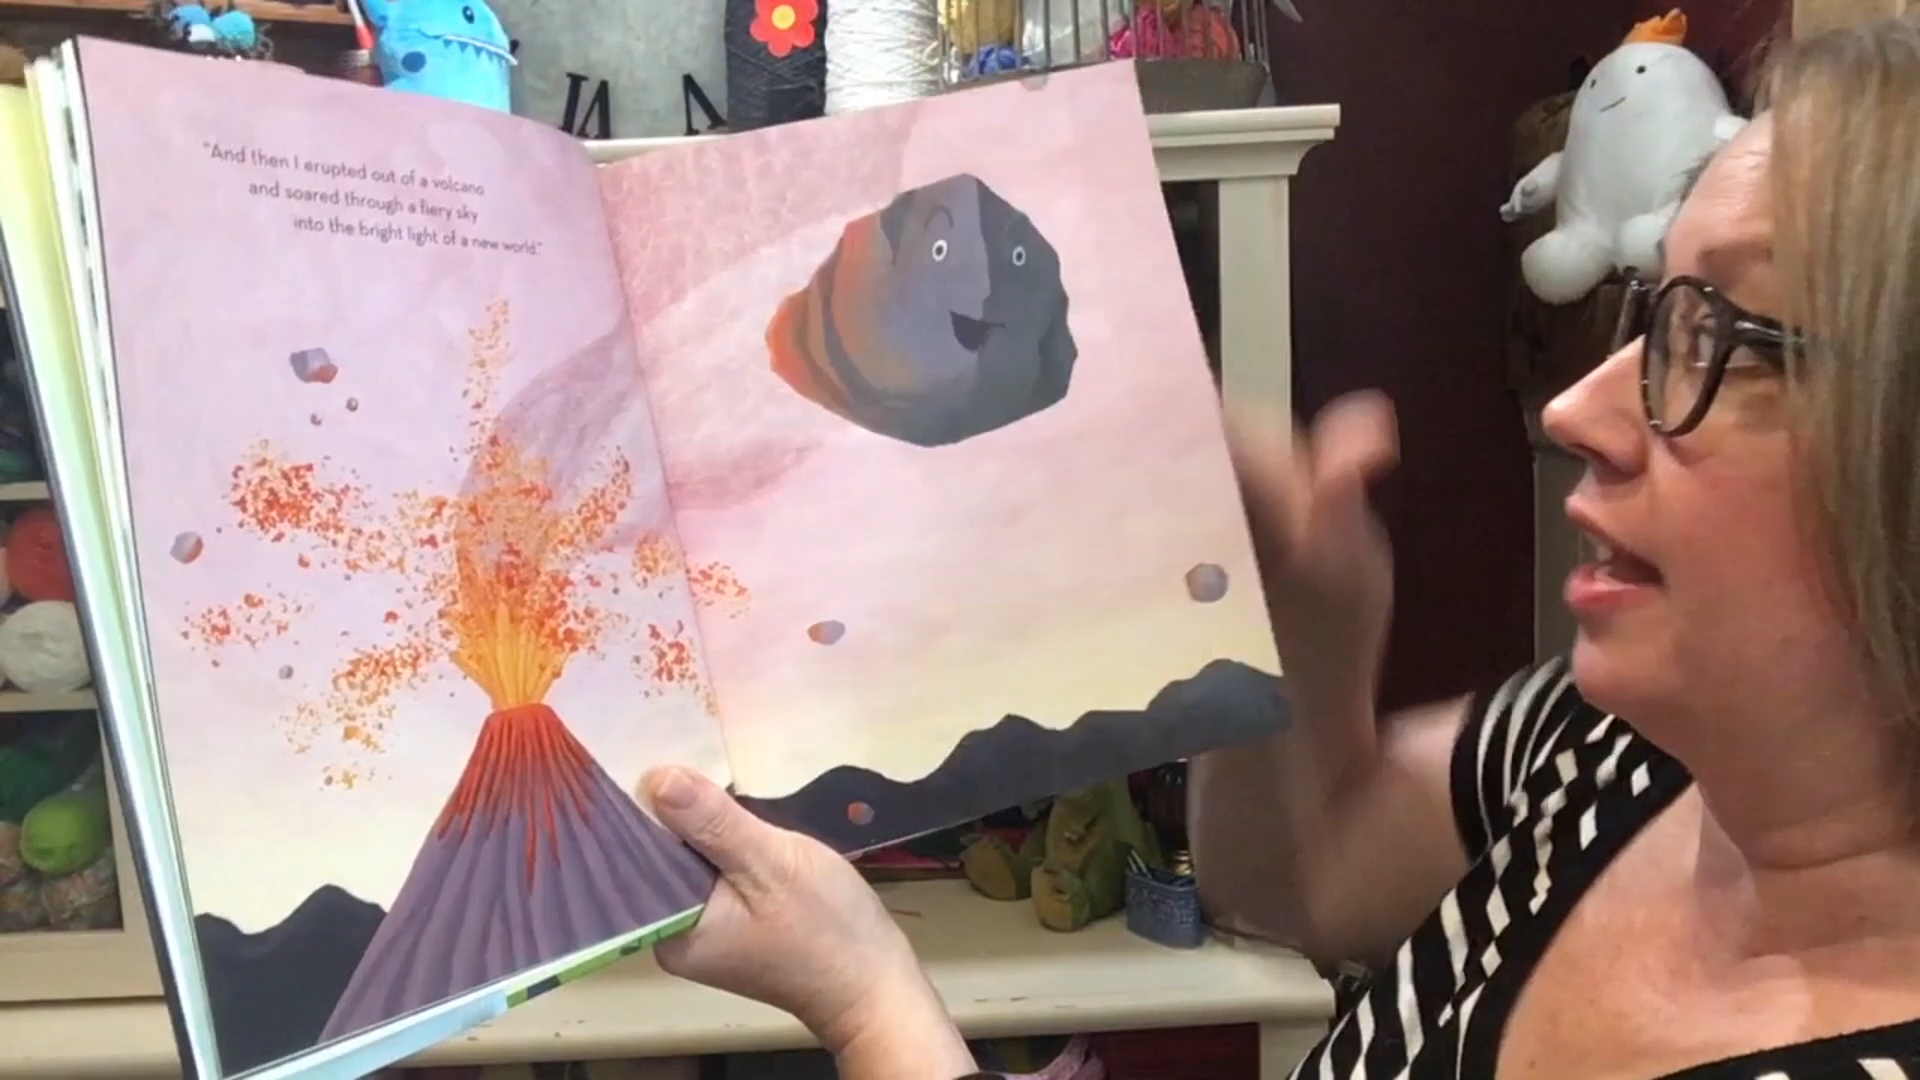 "And then I erupted out of a volcano
and soared through a fiery sky
into the bright light of a new world."